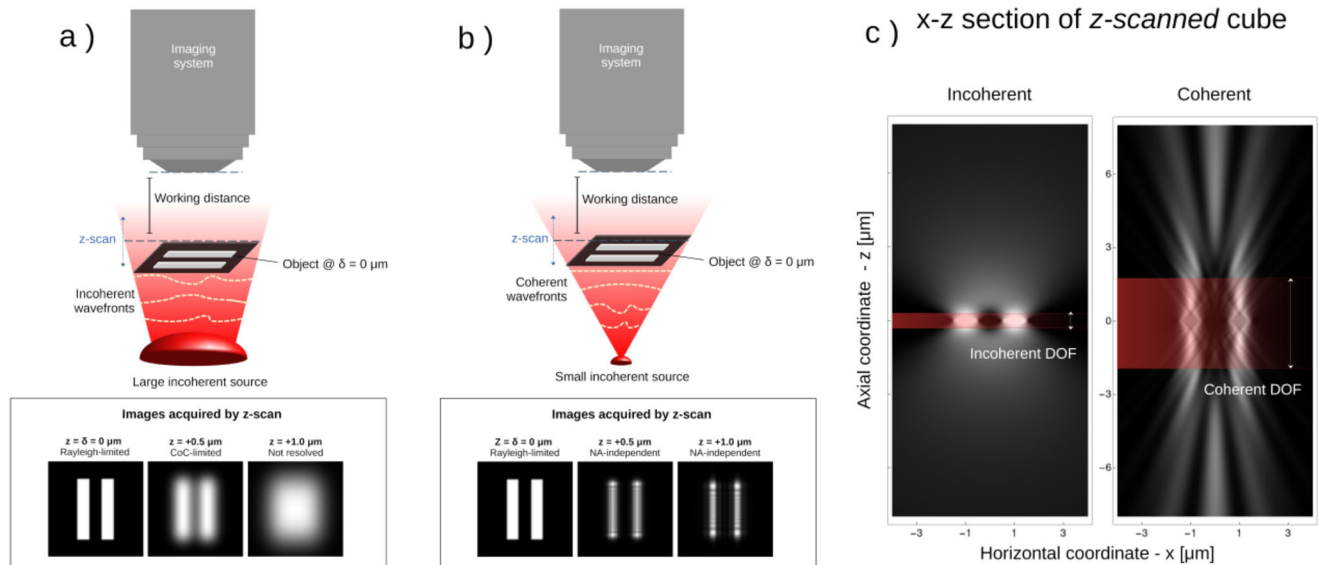 a )
Imaging
system
Working distance
z-scan
Object @ δ = 0 μm
Incoherent
wavefronts
Large incoherent source
Images acquired by z-scan
z = δ = 0 μm
Rayleigh-limited
z = +0.5 μm
CoC-limited
z = +1.0 μm
Not resolved
b )
Imaging
system
Working distance
z-scan
Object @ δ = 0 μm
Coherent
wavefronts
Small incoherent source
Images acquired by z-scan
Z = δ = 0 μm
Rayleigh-limited
z = +0.5 μm
NA-independent
z = +1.0 μm
NA-independent
c )
x-z section of z-scanned cube
Incoherent
Coherent
Axial coordinate - z [μm]
6
3
0
−3
−6
Incoherent DOF
Coherent DOF
−3 −1 1 3
−3 −1 1 3
Horizontal coordinate - x [μm]